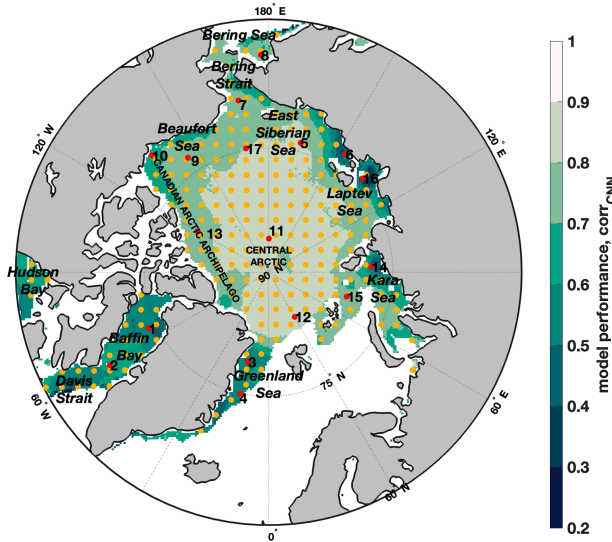 180° E
Bering Sea
8
Bering
Strait
7
East
Siberian
Sea
5
Beaufort
Sea
17
120° W
120° E
10
9
6
16
Laptev
Sea
CANADIAN ARCTIC ARCHIPELAGO
13
11
CENTRAL
ARCTIC
90° N
14
Kara
Sea
Hudson
Bay
15
12
1
Baffin
Bay
2
3
Greenland
Sea
4
Davis
Strait
75° N
60° W
60° E
60° N
0°
1
0.9
0.8
0.7
0.6
0.5
0.4
0.3
0.2
model performance, corr_CNN